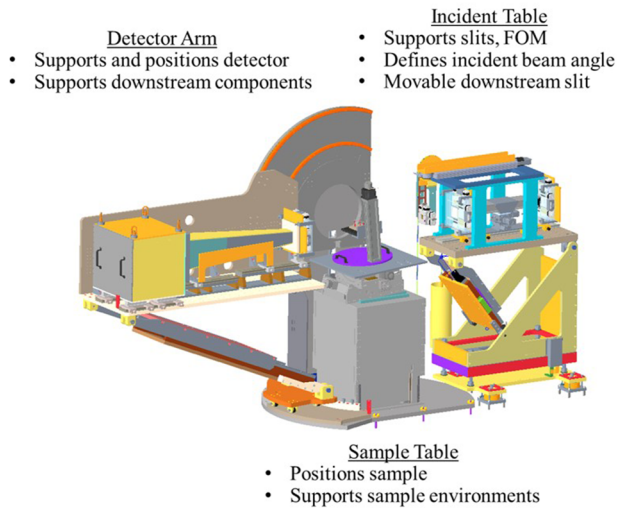 Detector Arm
• Supports and positions detector
• Supports downstream components
Incident Table
• Supports slits, FOM
• Defines incident beam angle
• Movable downstream slit
Sample Table
• Positions sample
• Supports sample environments